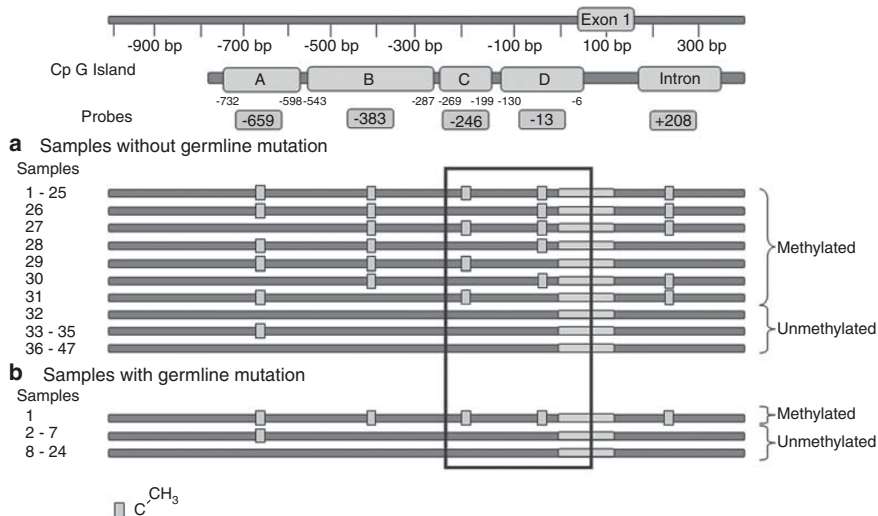 Exon 1
-900 bp -700 bp -500 bp -300 bp -100 bp 100 bp 300 bp
Cp G Island A B C D Intron
-732 -598 -543 -287 -269 -199 -130 -6
Probes -659 -383 -246 -13 +208
a Samples without germline mutation
Samples
1 - 25
26
27
28 Methylated
29
30
31
32
33 - 35 Unmethylated
36 - 47
b Samples with germline mutation
Samples
1 Methylated
2 - 7 Unmethylated
8 - 24
C CH3